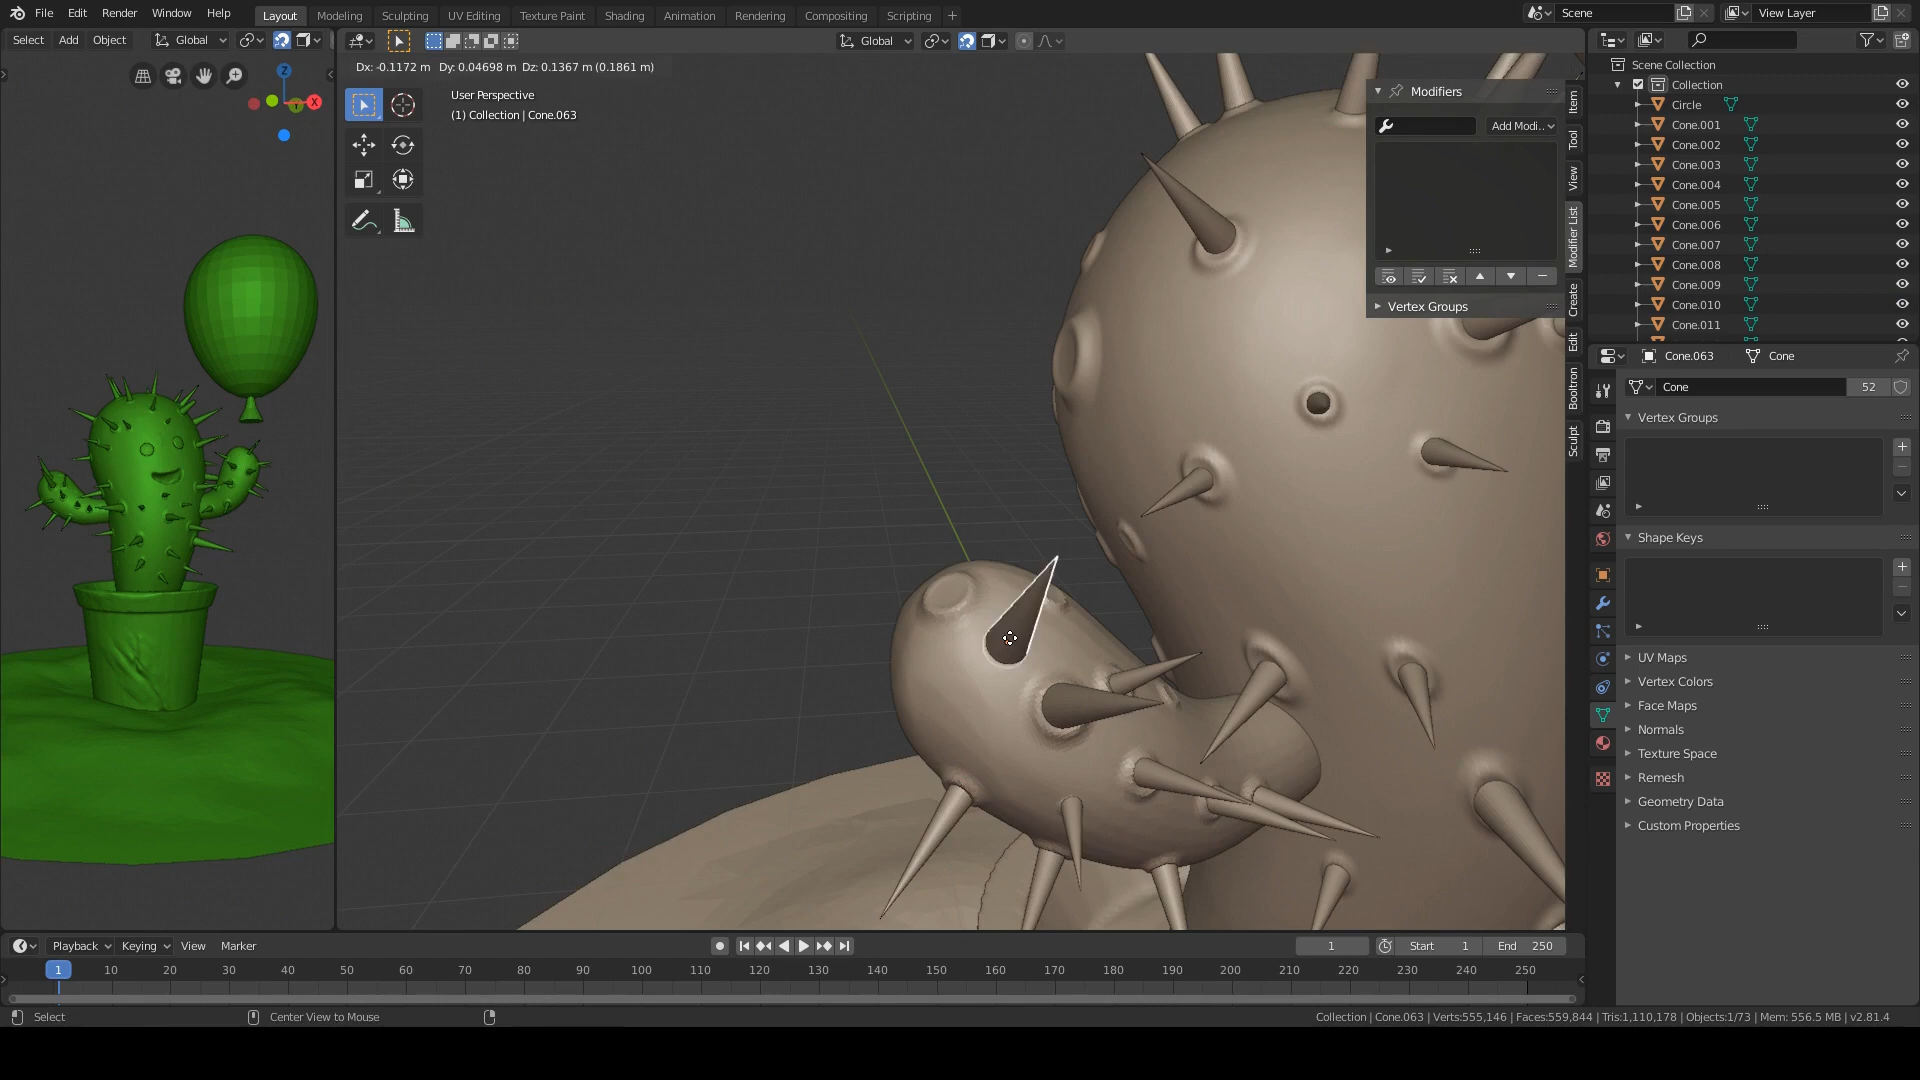 File Edit Render Window Help Layout Modeling Sculpting UV Editing Texture Paint Shading Animation Rendering Compositing Scripting + Scene View Layer
Select Add Object Global Global
Dx: -0.1172 m Dy: 0.04698 m Dz: 0.1367 m (0.1861 m)
User Perspective
(1) Collection | Cone.063
Z
X
Y
Modifiers
Add Modi..
Vertex Groups
Item
Tool
View
Modifier List
Create
Edit
Booltron
Sculpt
Scene Collection
Collection
Circle
Cone.001
Cone.002
Cone.003
Cone.004
Cone.005
Cone.006
Cone.007
Cone.008
Cone.009
Cone.010
Cone.011
Cone.063 Cone
Cone 52
Vertex Groups
Shape Keys
UV Maps
Vertex Colors
Face Maps
Normals
Texture Space
Remesh
Geometry Data
Custom Properties
Playback Keying View Marker 1 Start 1 End 250
1 10 20 30 40 50 60 70 80 90 100 110 120 130 140 150 160 170 180 190 200 210 220 230 240 250
Select Center View to Mouse Collection | Cone.063 | Verts:555,146 | Faces:559,844 | Tris:1,110,178 | Objects:1/73 | Mem: 556.5 MB | v2.81.4